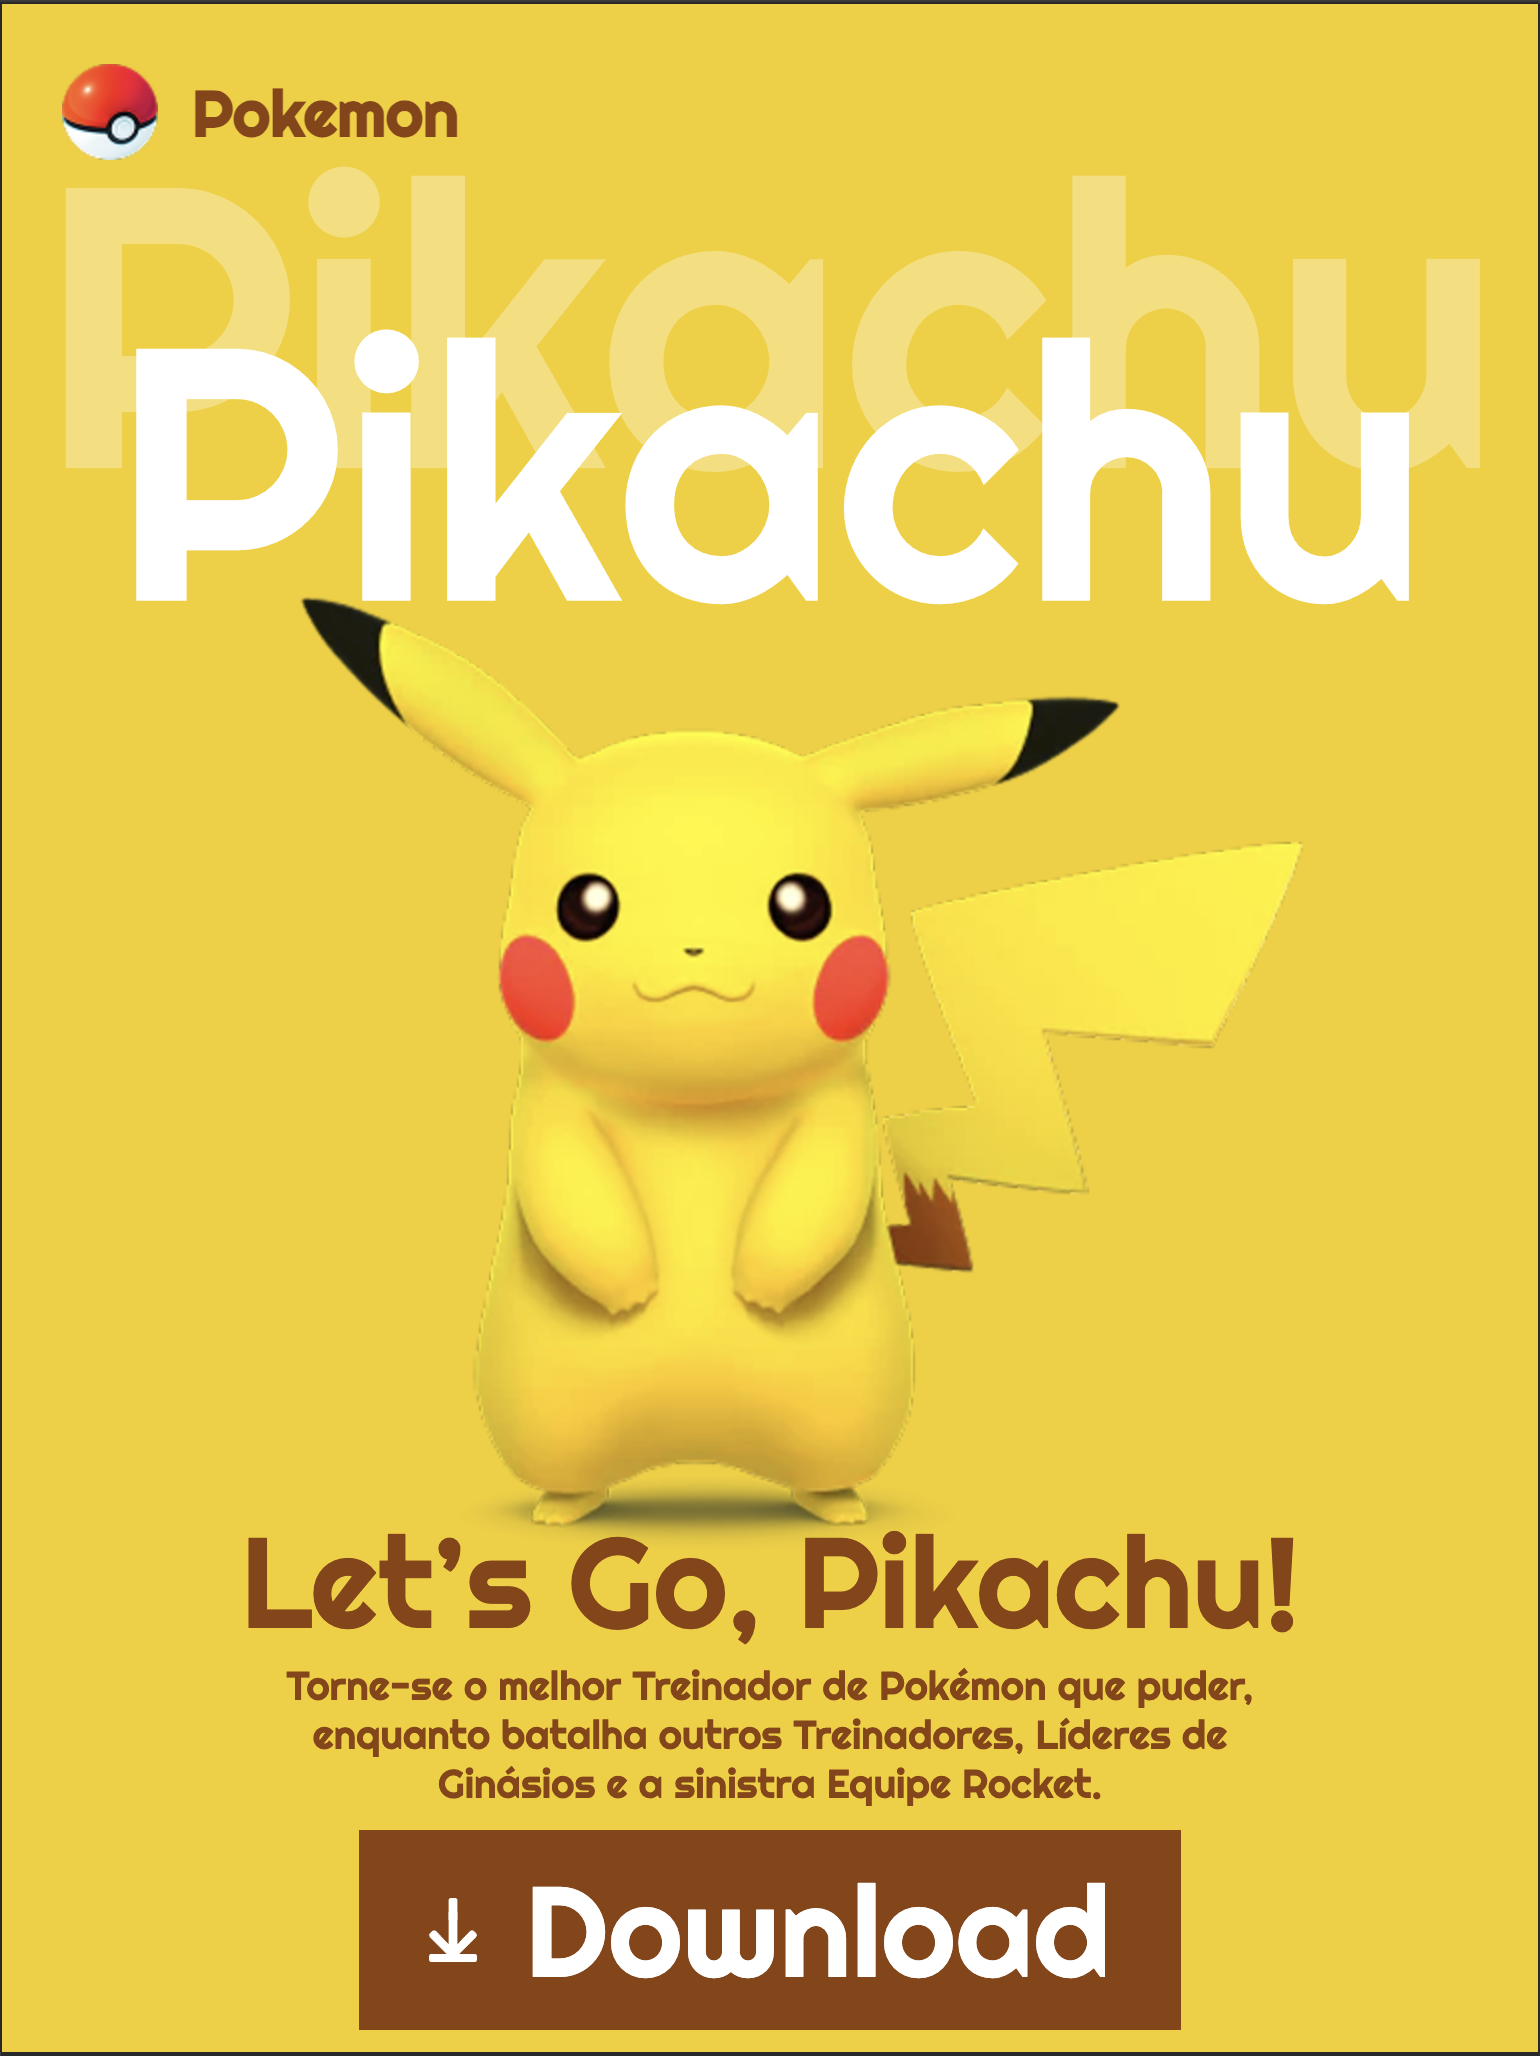 Pokemon
Pikachu
Pikachu
Let’s Go, Pikachu!
Torne-se o melhor Treinador de Pokémon que puder,
enquanto batalha outros Treinadores, Líderes de
Ginásios e a sinistra Equipe Rocket.
Download